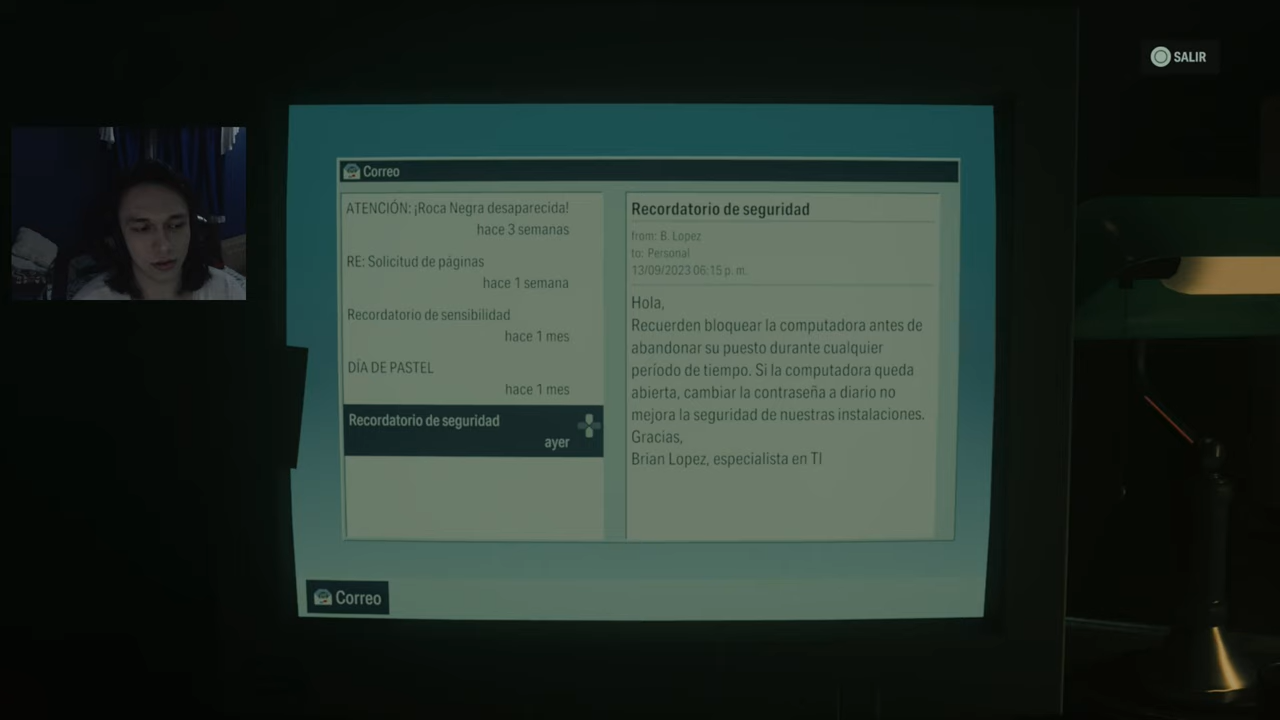 SALIR
Correo
ATENCIÓN: ¡Roca Negra desaparecida!
hace 3 semanas
RE: Solicitud de páginas
hace 1 semana
Recordatorio de sensibilidad
hace 1 mes
DÍA DE PASTEL
hace 1 mes
Recordatorio de seguridad
ayer
Recordatorio de seguridad
from: B. Lopez
to: Personal
13/09/2023 06:15 p. m.
Hola,
Recuerden bloquear la computadora antes de
abandonar su puesto durante cualquier
período de tiempo. Si la computadora queda
abierta, cambiar la contraseña a diario no
mejora la seguridad de nuestras instalaciones.
Gracias,
Brian Lopez, especialista en TI
Correo